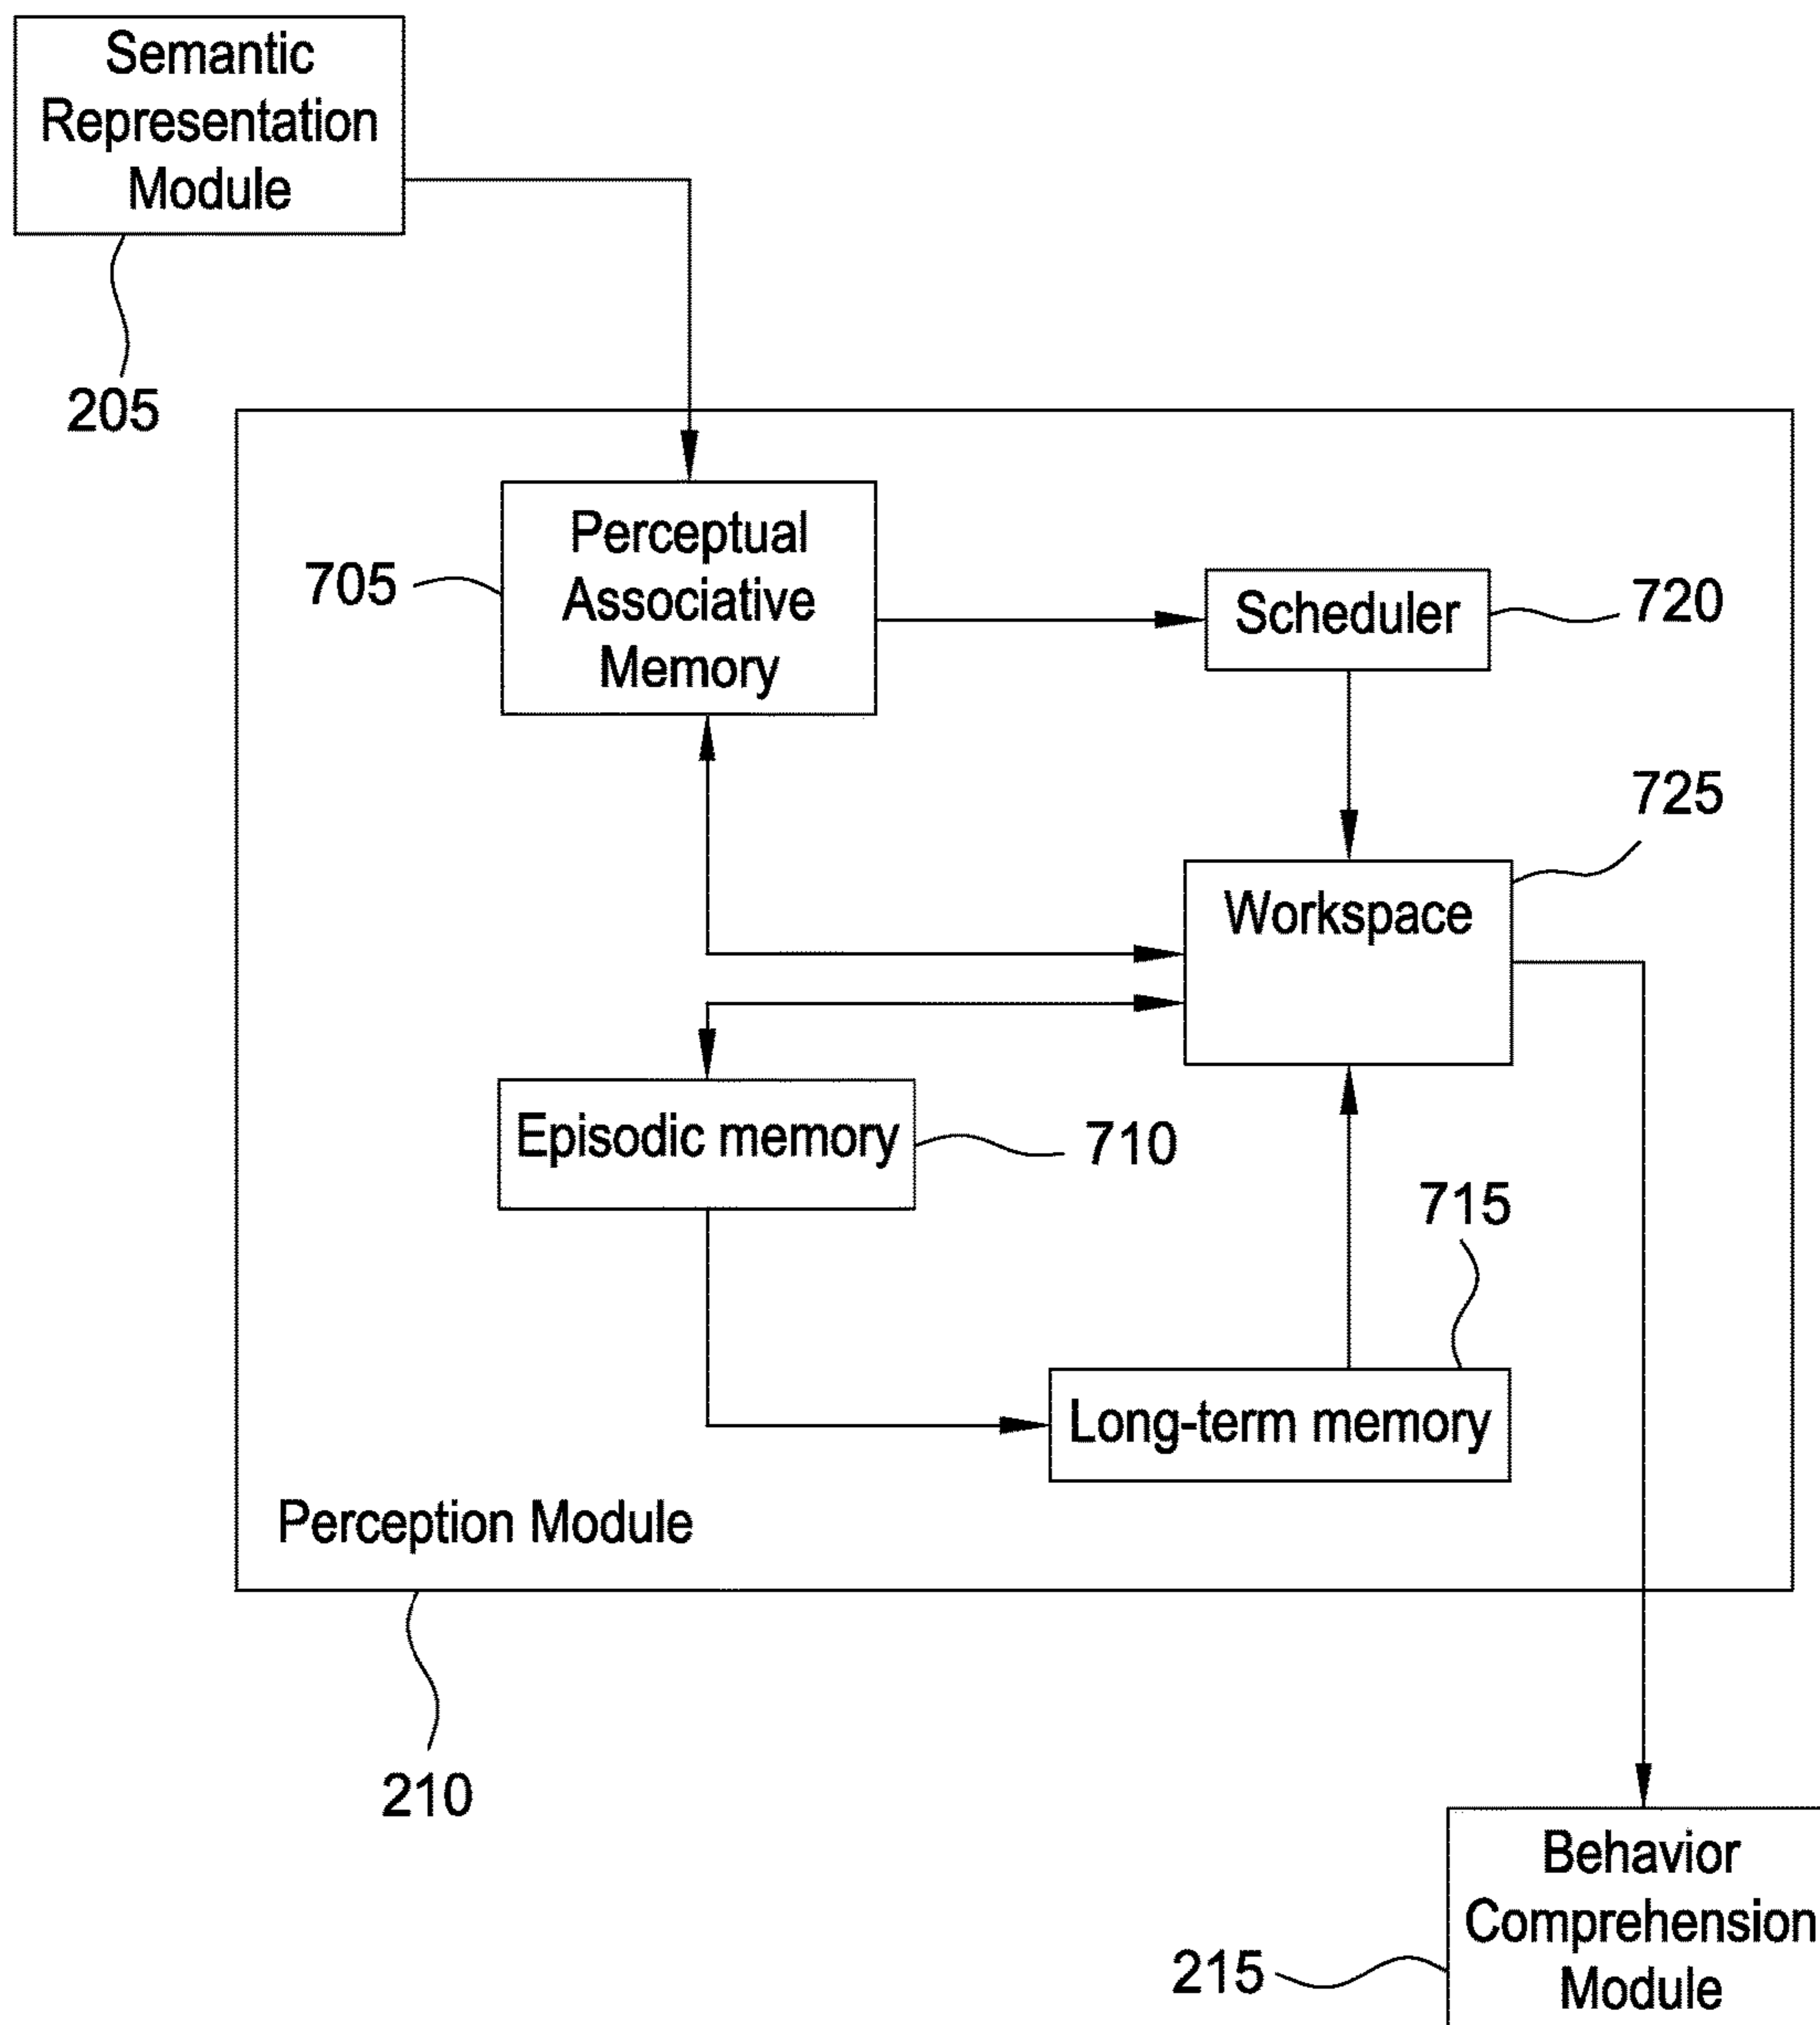 Semantic
Representation
Module
205
Perceptual
Associative
Memory
705
Scheduler
720
725
Workspace
Episodic memory
710
715
Long-term memory
Perception Module
210
Behavior
Comprehension
Module
215